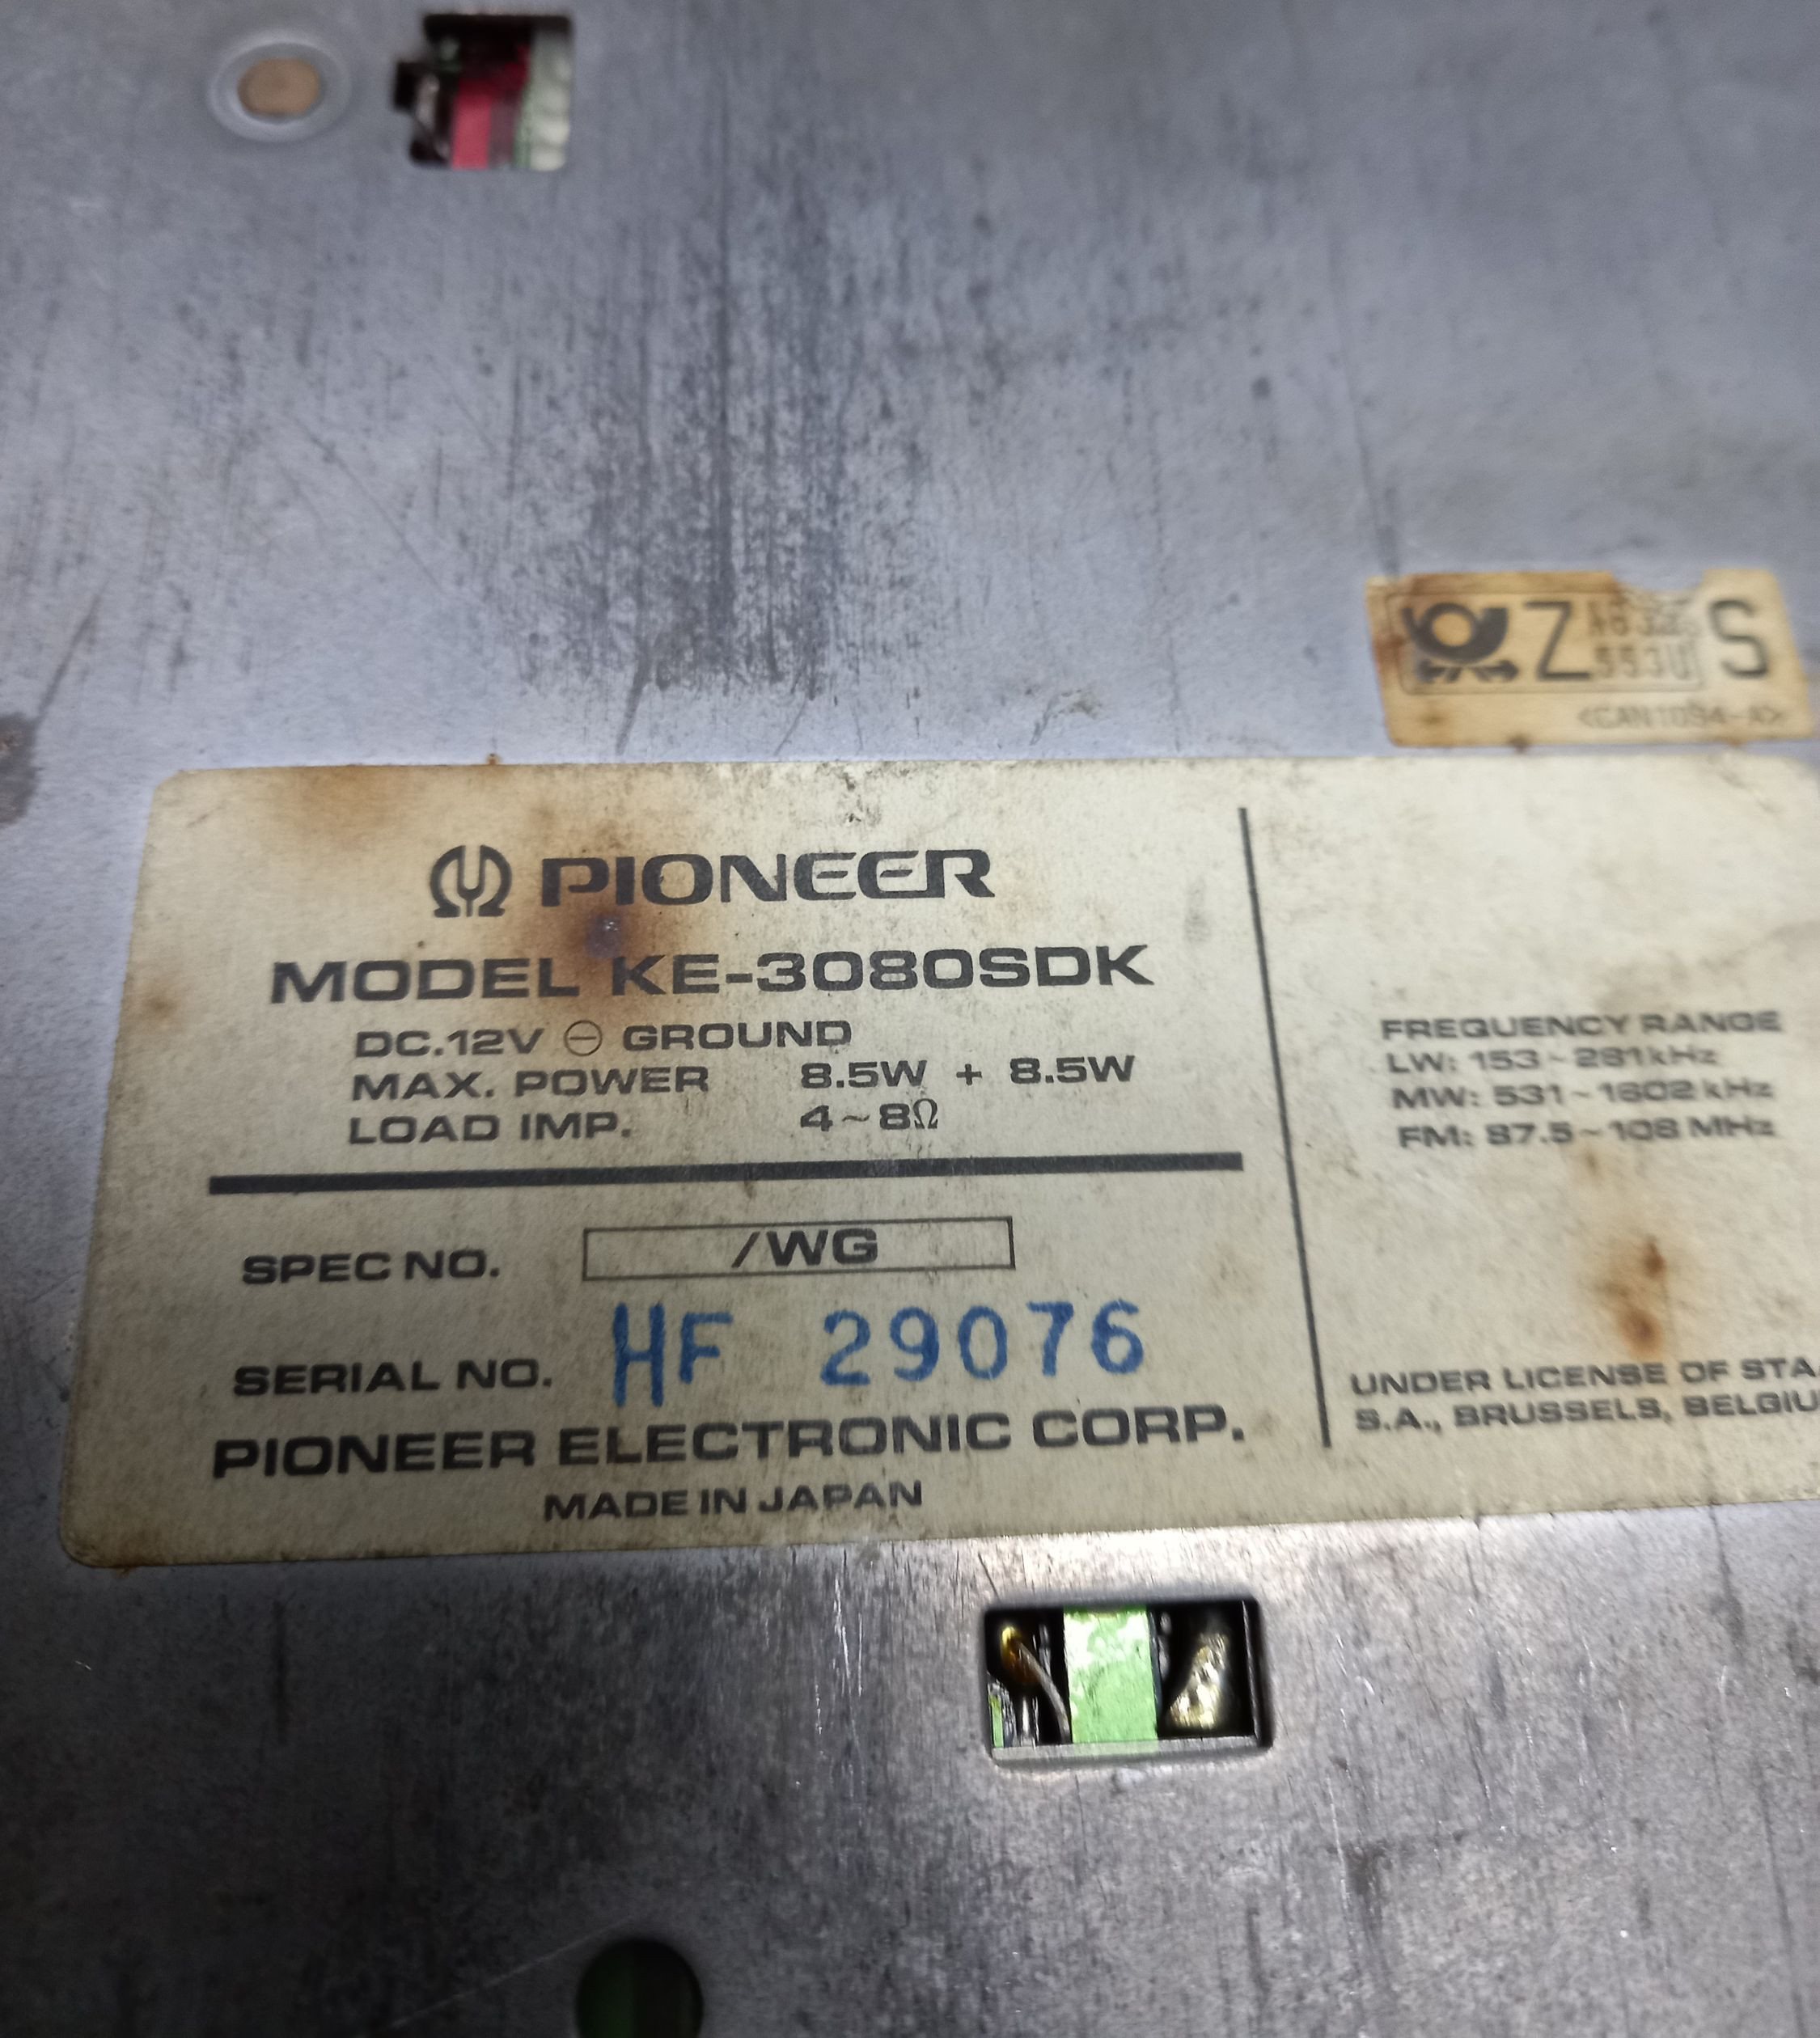 Z S
<CAN1094-A>
PIONEER
MODEL KE-3080SDK
DC.12V ⊖ GROUND
MAX. POWER 8.5W + 8.5W
LOAD IMP. 4~8Ω
SPEC NO. /WG
SERIAL NO. HF 29076
PIONEER ELECTRONIC CORP.
MADE IN JAPAN
FREQUENCY RANGE
LW: 153~281kHz
MW: 531~1602kHz
FM: 87.5~108MHz
UNDER LICENSE OF STA
S.A., BRUSSELS, BELGIU